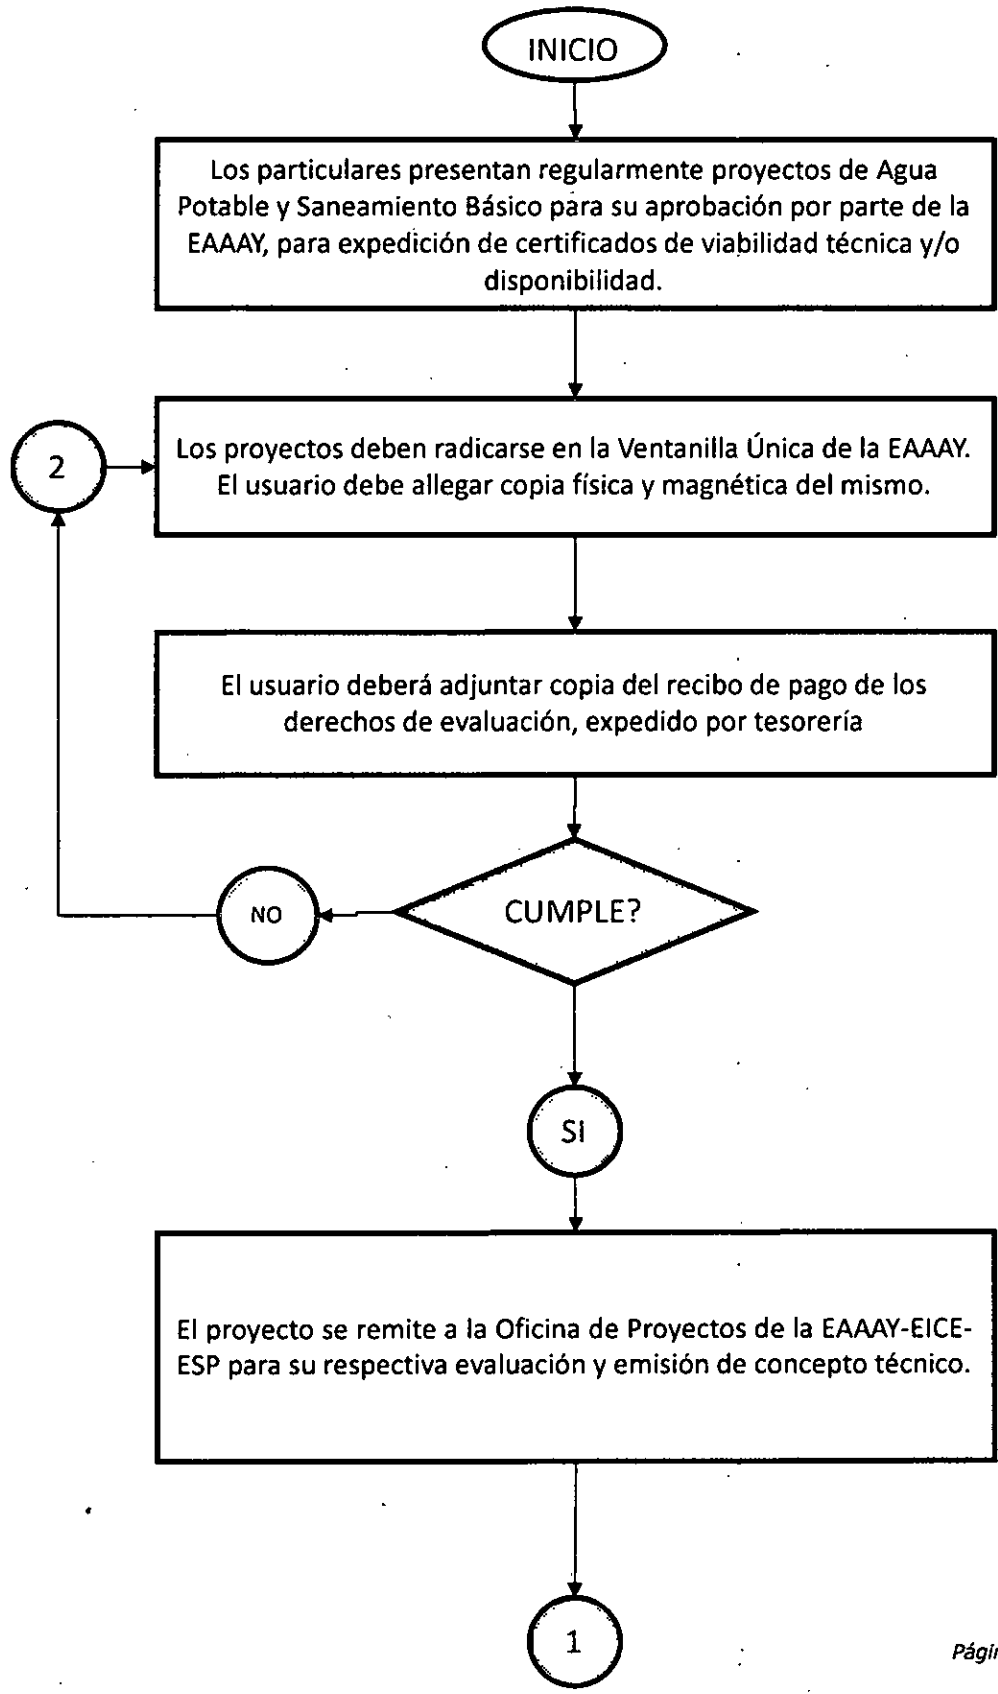 INICIO
Los particulares presentan regularmente proyectos de Agua
Potable y Saneamiento Básico para su aprobación por parte de la
EAAAY, para expedición de certificados de viabilidad técnica y/o
disponibilidad.
2
Los proyectos deben radicarse en la Ventanilla Única de la EAAAY.
El usuario debe allegar copia física y magnética del mismo.
El usuario deberá adjuntar copia del recibo de pago de los
derechos de evaluación, expedido por tesorería
CUMPLE?
NO
SI
El proyecto se remite a la Oficina de Proyectos de la EAAAY-EICE-
ESP para su respectiva evaluación y emisión de concepto técnico.
1